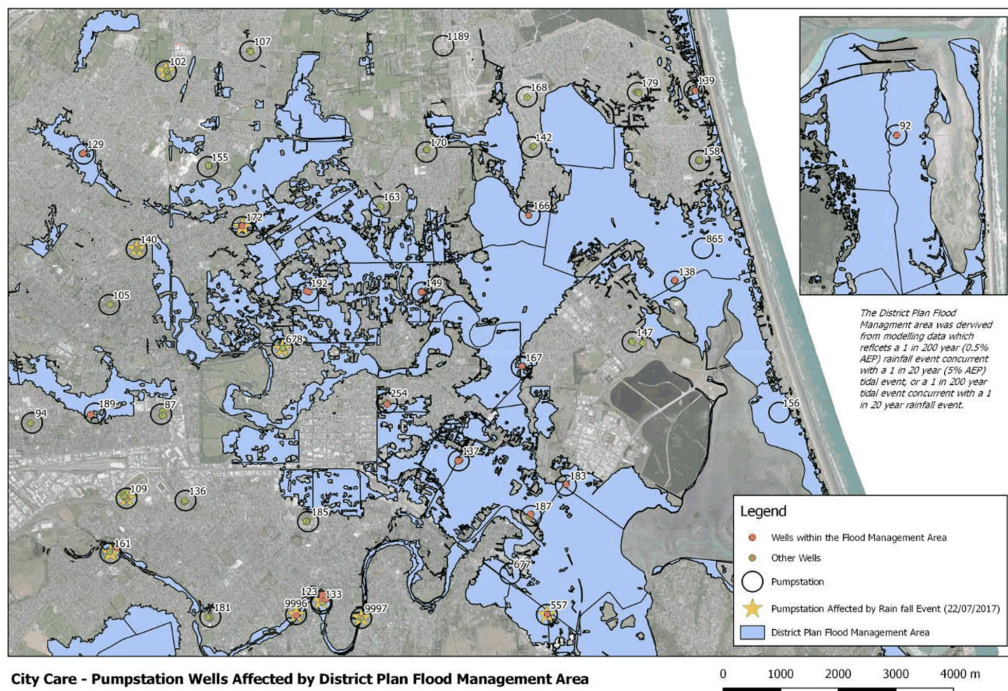 107
1189
102
168
179
139
92
129
155
170
142
158
163
166
172
140
865
138
192
149
105
678
147
167
254
156
94
189
87
137
183
109
136
187
185
161
677
123
133
181
9996
9997
557
The District Plan Flood
Managment area was dervied
from modelling data which
reflcets a 1 in 200 year (0.5%
AEP) rainfall event concurrent
with a 1 in 20 year (5% AEP)
tidal event, or a 1 in 200 year
tidal event concurrent with a 1
in 20 year rainfall event.
Legend
Wells within the Flood Management Area
Other Wells
Pumpstation
Pumpstation Affected by Rain fall Event (22/07/2017)
District Plan Flood Management Area
City Care - Pumpstation Wells Affected by District Plan Flood Management Area
0 1000 2000 3000 4000 m